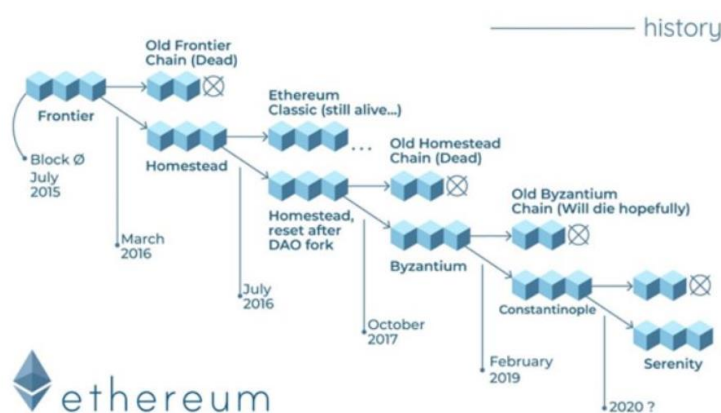 history
Old Frontier
Chain (Dead)
Frontier
Block Ø
July
2015
Ethereum
Classic (still alive...)
...
Homestead
March
2016
Old Homestead
Chain (Dead)
Homestead,
reset after
DAO fork
July
2016
Old Byzantium
Chain (Will die hopefully)
Byzantium
October
2017
Constantinople
February
2019
Serenity
2020 ?
ethereum